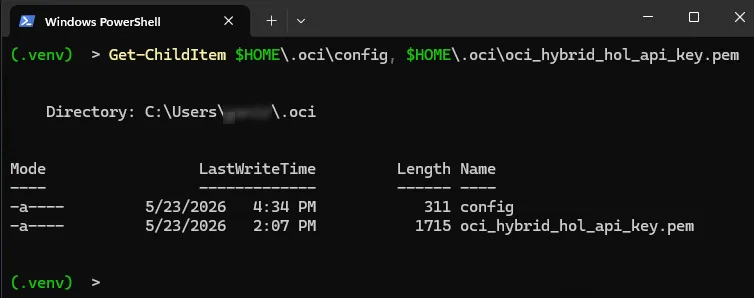 Windows PowerShell
(.venv) > Get-ChildItem $HOME\.oci\config, $HOME\.oci\oci_hybrid_hol_api_key.pem
Directory: C:\Users\ \.oci
Mode LastWriteTime Length Name
---- ------------- ------ ----
-a---- 5/23/2026 4:34 PM 311 config
-a---- 5/23/2026 2:07 PM 1715 oci_hybrid_hol_api_key.pem
(.venv) >